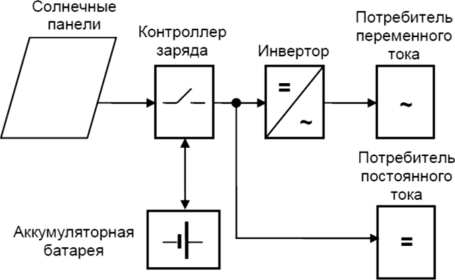 Солнечные
панели
Контроллер
заряда
Инвертор
Потребитель
переменного
тока
=
~
~
Потребитель
постоянного
тока
=
Аккумуляторная
батарея